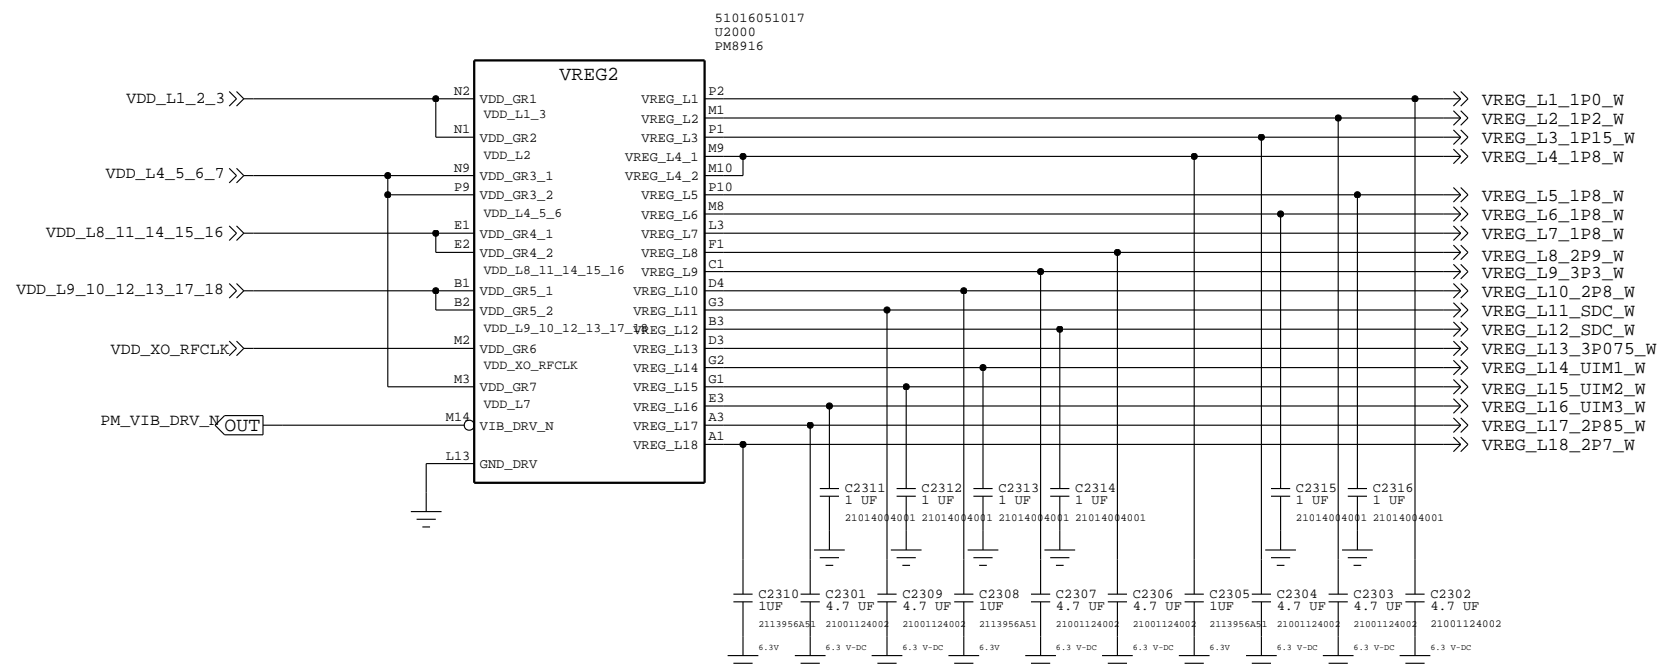 51016051017
U2000
PM8916
VREG2
VDD_L1_2_3
N2
VDD_GR1
VDD_L1_3
N1
VDD_GR2
VDD_L2
VDD_L4_5_6_7
N9
VDD_GR3_1
P9
VDD_GR3_2
VDD_L4_5_6
VDD_L8_11_14_15_16
E1
VDD_GR4_1
E2
VDD_GR4_2
VDD_L8_11_14_15_16
VDD_L9_10_12_13_17_18
B1
VDD_GR5_1
B2
VDD_GR5_2
VDD_L9_10_12_13_17_18
VDD_XO_RFCLK
M2
VDD_GR6
VDD_XO_RFCLK
M3
VDD_GR7
VDD_L7
PM_VIB_DRV_N
OUT
M14
VIB_DRV_N
L13
GND_DRV
VREG_L1 P2 VREG_L1_1P0_W
VREG_L2 M1 VREG_L2_1P2_W
VREG_L3 P1 VREG_L3_1P15_W
VREG_L4_1 M9 VREG_L4_1P8_W
VREG_L4_2 M10
VREG_L5 P10 VREG_L5_1P8_W
VREG_L6 M8 VREG_L6_1P8_W
VREG_L7 L3 VREG_L7_1P8_W
VREG_L8 F1 VREG_L8_2P9_W
VREG_L9 C1 VREG_L9_3P3_W
VREG_L10 D4 VREG_L10_2P8_W
VREG_L11 G3 VREG_L11_SDC_W
VREG_L12 B3 VREG_L12_SDC_W
VREG_L13 D3 VREG_L13_3P075_W
VREG_L14 G2 VREG_L14_UIM1_W
VREG_L15 G1 VREG_L15_UIM2_W
VREG_L16 E3 VREG_L16_UIM3_W
VREG_L17 A3 VREG_L17_2P85_W
VREG_L18 A1 VREG_L18_2P7_W
C2311 C2312 C2313 C2314 C2315 C2316
1 UF 1 UF 1 UF 1 UF 1 UF 1 UF
21014004001 21014004001 21014004001 21014004001 21014004001 21014004001
C2310 C2301 C2309 C2308 C2307 C2306 C2305 C2304 C2303 C2302
1UF 4.7 UF 4.7 UF 1UF 4.7 UF 4.7 UF 1UF 4.7 UF 4.7 UF 4.7 UF
2113956A51 21001124002 21001124002 2113956A51 21001124002 21001124002 2113956A51 21001124002 21001124002 21001124002
6.3V 6.3 V-DC 6.3 V-DC 6.3V 6.3 V-DC 6.3 V-DC 6.3V 6.3 V-DC 6.3 V-DC 6.3 V-DC